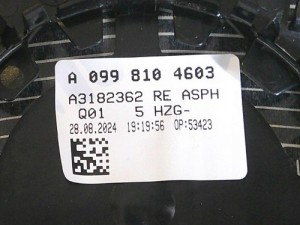 A 099 810 4603
A3182362 RE ASPH
Q01 5 HZG-
28.08.2024 19:19:56 OP:53423